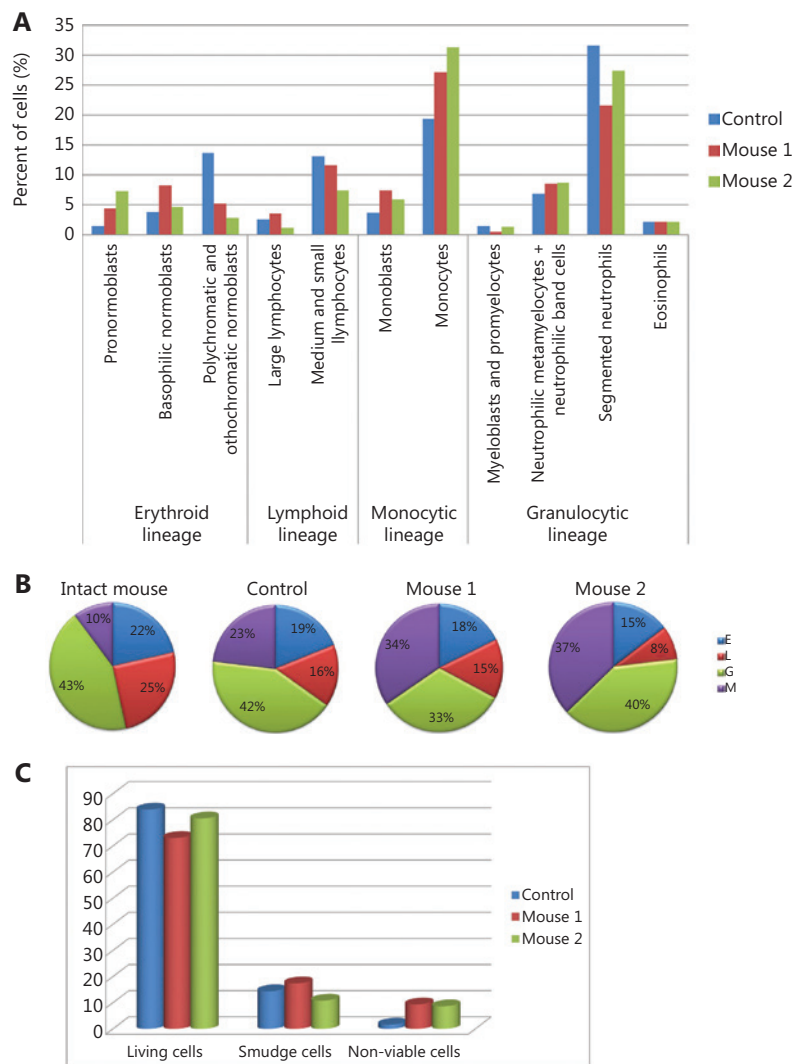 A
Percent of cells (%)
35
30
25
20
15
10
5
0
Control
Mouse 1
Mouse 2
Pronormoblasts
Basophilic normoblasts
Polychromatic and
othochromatic normoblasts
Large lymphocytes
Medium and small
llymphocytes
Monoblasts
Monocytes
Myeloblasts and promyelocytes
Neutrophilic metamyelocytes +
neutrophilic band cells
Segmented neutrophils
Eosinophils
Erythroid
lineage
Lymphoid
lineage
Monocytic
lineage
Granulocytic
lineage
B
Intact mouse
10%
22%
43%
25%
Control
23%
19%
42%
16%
Mouse 1
34%
18%
15%
33%
Mouse 2
37%
15%
8%
40%
E
L
G
M
C
90
80
70
60
50
40
30
20
10
0
Control
Mouse 1
Mouse 2
Living cells
Smudge cells
Non-viable cells